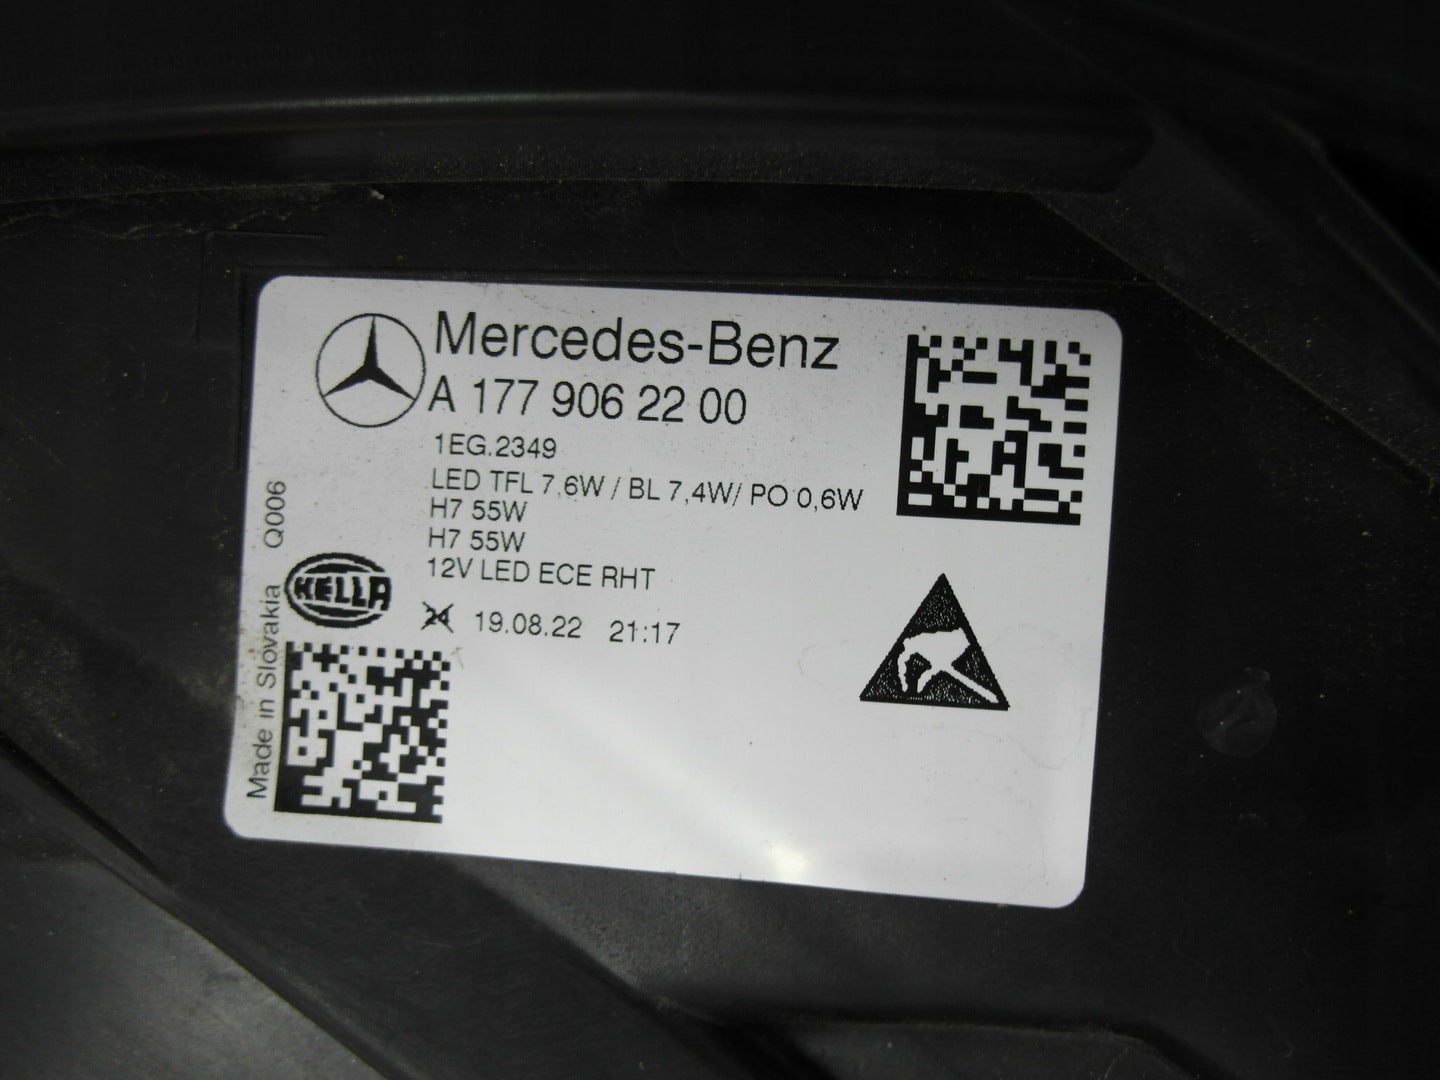 Mercedes-Benz
A 177 906 22 00
1EG.2349
LED TFL 7,6W / BL 7,4W/ PO 0,6W
H7 55W
H7 55W
12V LED ECE RHT
24 19.08.22 21:17
HELLA
Made in Slovakia Q006